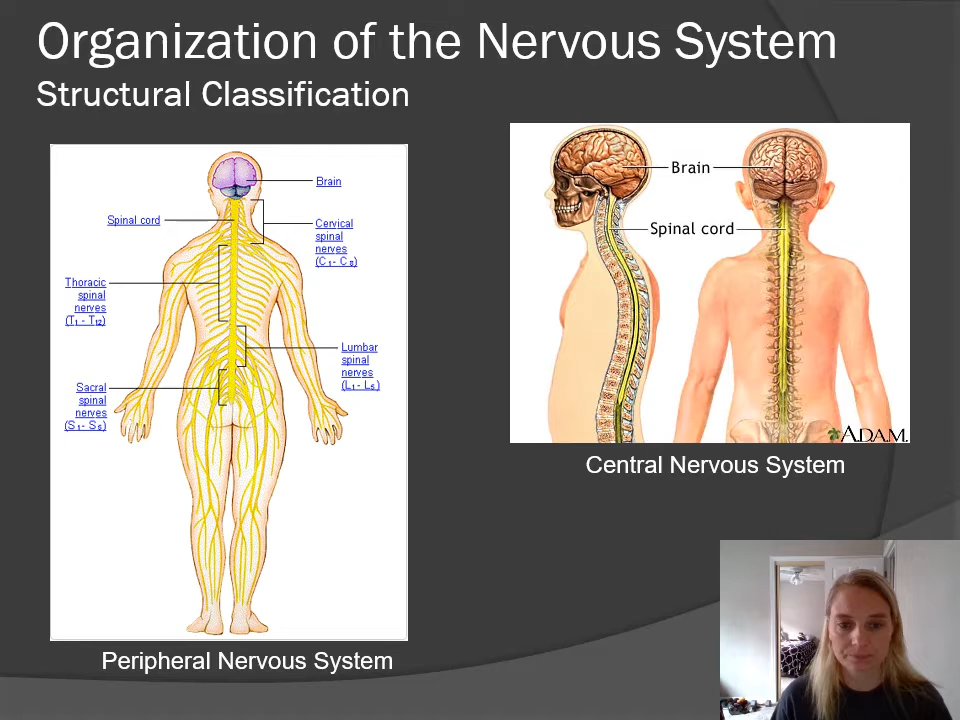 Organization of the Nervous System
Structural Classification
Brain
Spinal cord
Cervical
spinal
nerves
(C1- C8)
Thoracic
spinal
nerves
(T1 - T12)
Lumbar
spinal
nerves
(L1- L5)
Sacral
spinal
nerves
(S1- S5)
Peripheral Nervous System
Brain
Spinal cord
A.D.A.M.
Central Nervous System